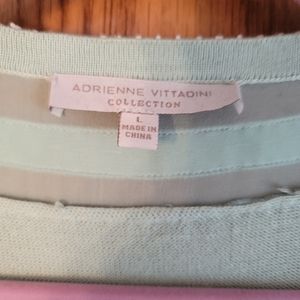 ADRIENNE VITTADINI
COLLECTION
L
MADE IN
CHINA